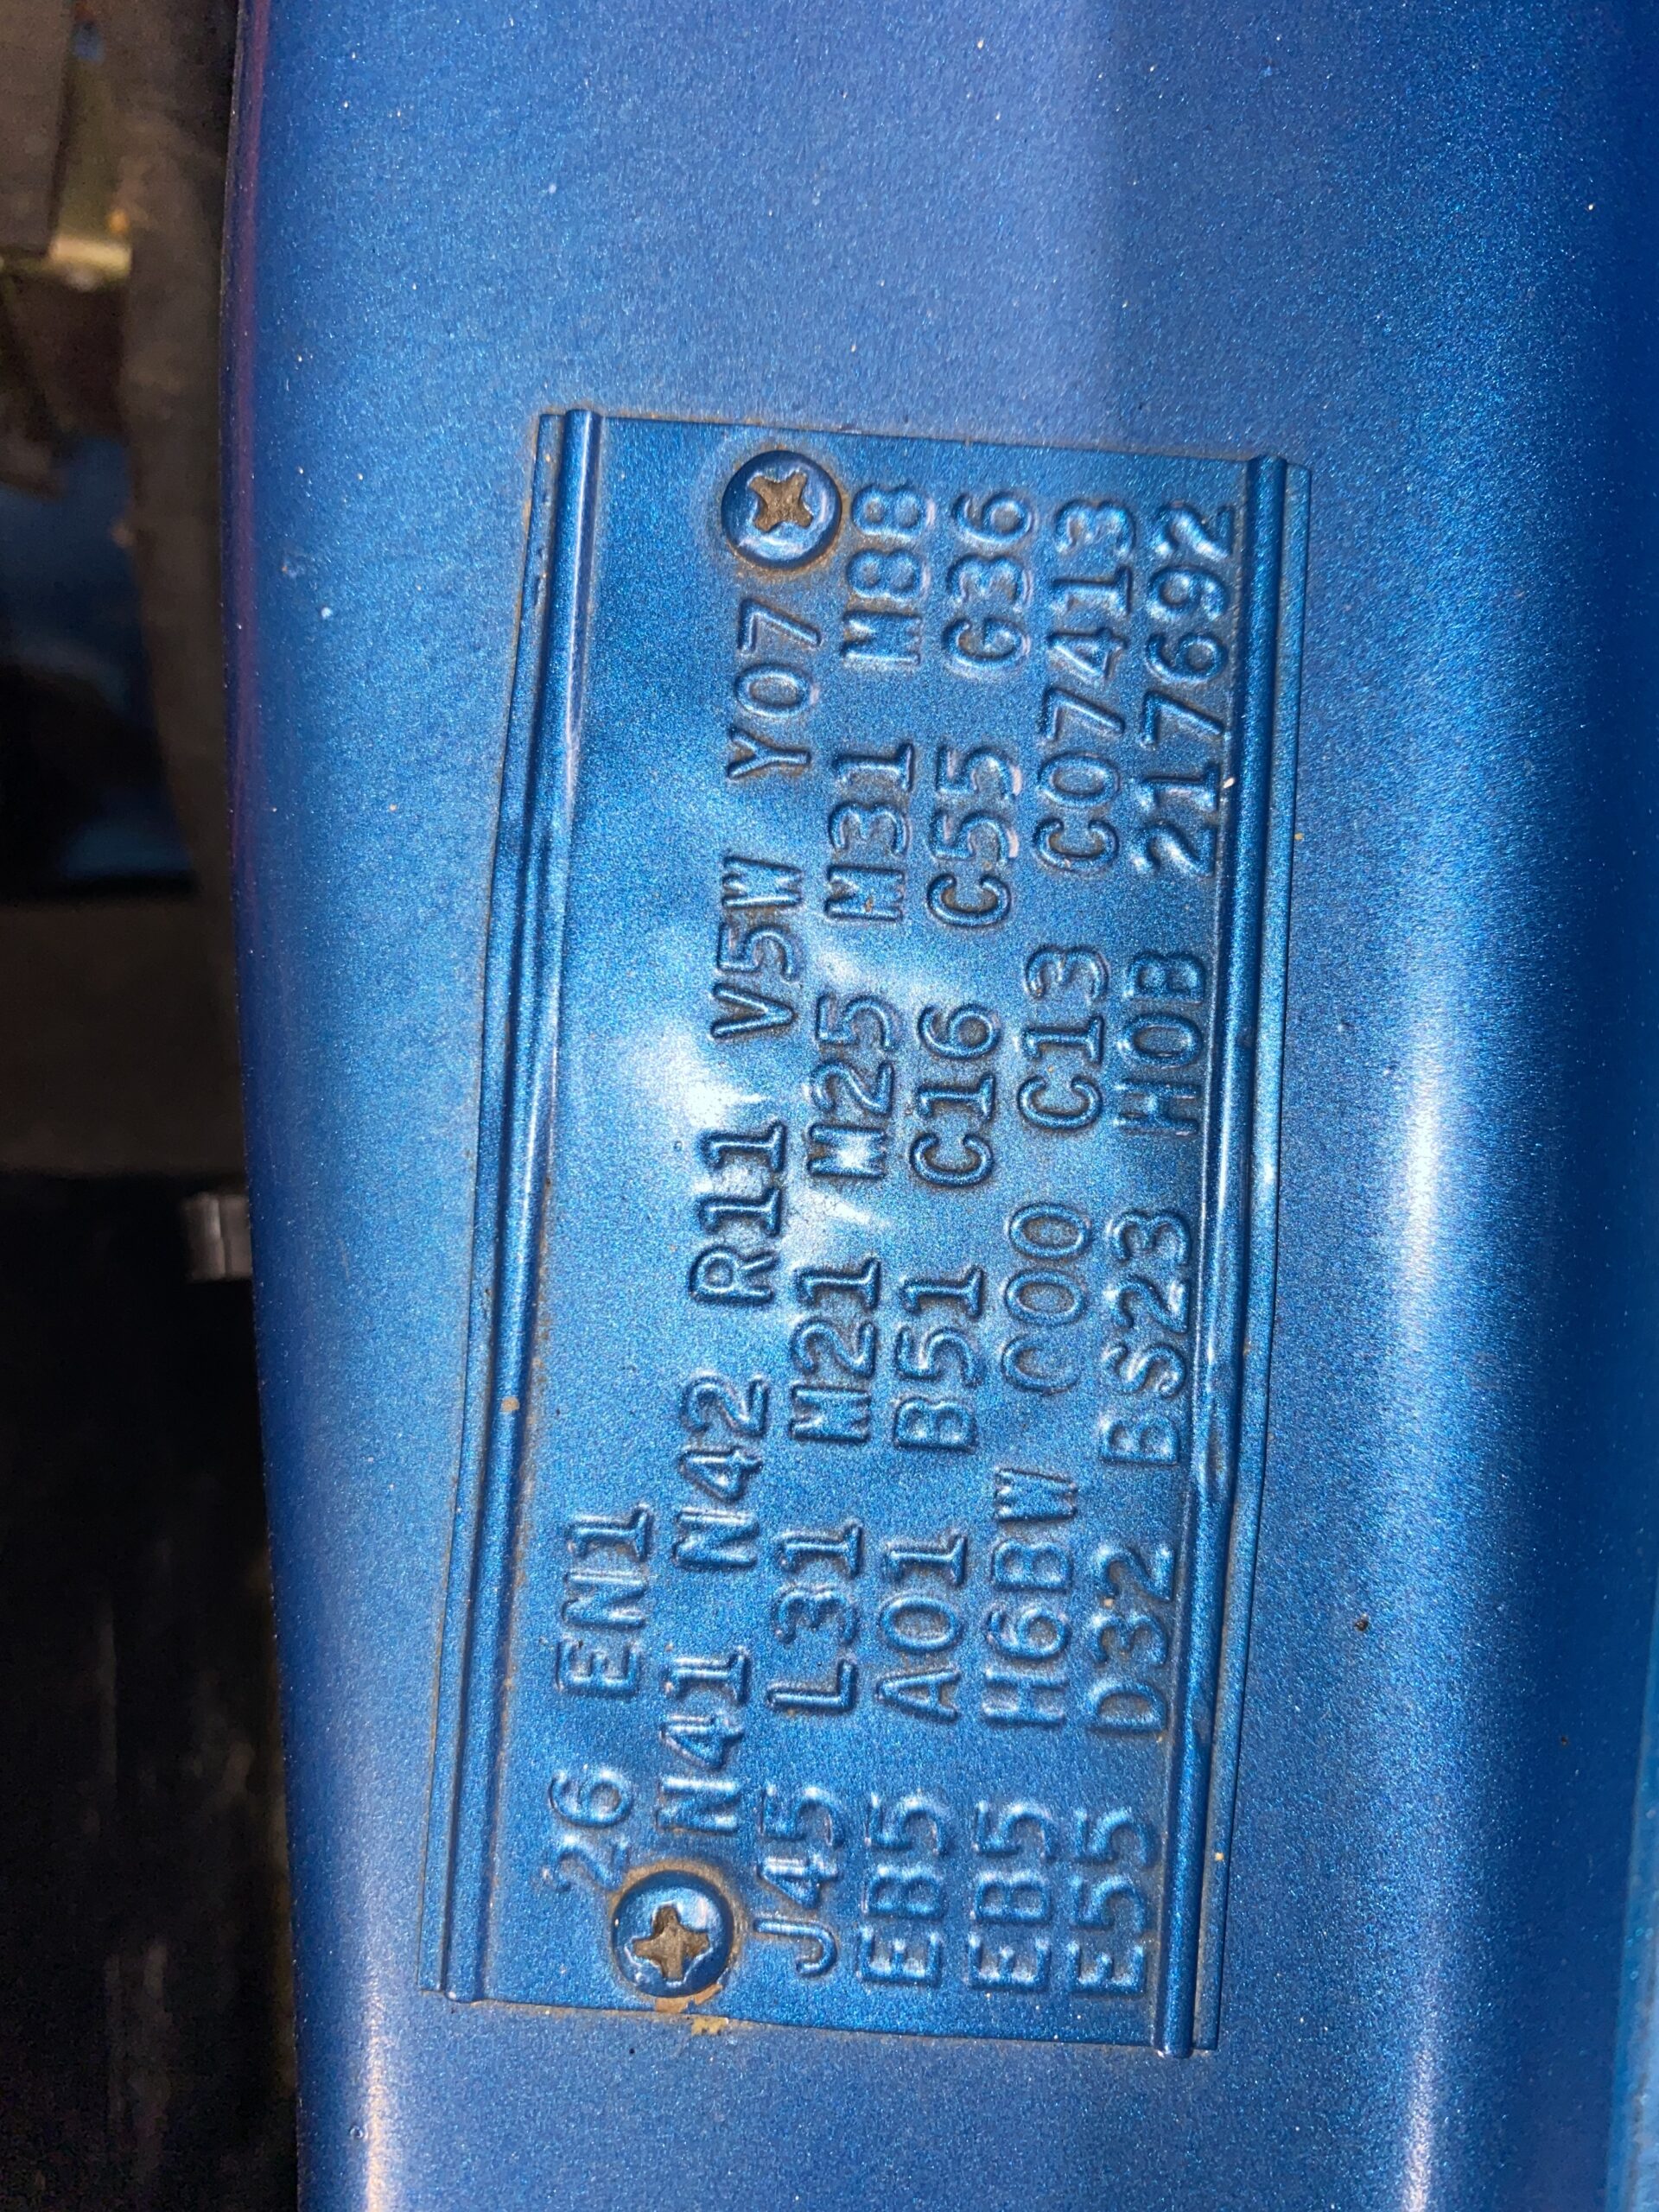 26 EN1
N41 N42 R11 V5W Y07
J45 L31 M21 M25 M31 M88
EB5 A01 B51 C16 C55 G36
EB5 H6BW 000 C13 C07413
E55 D32 BS23 H0B 217692